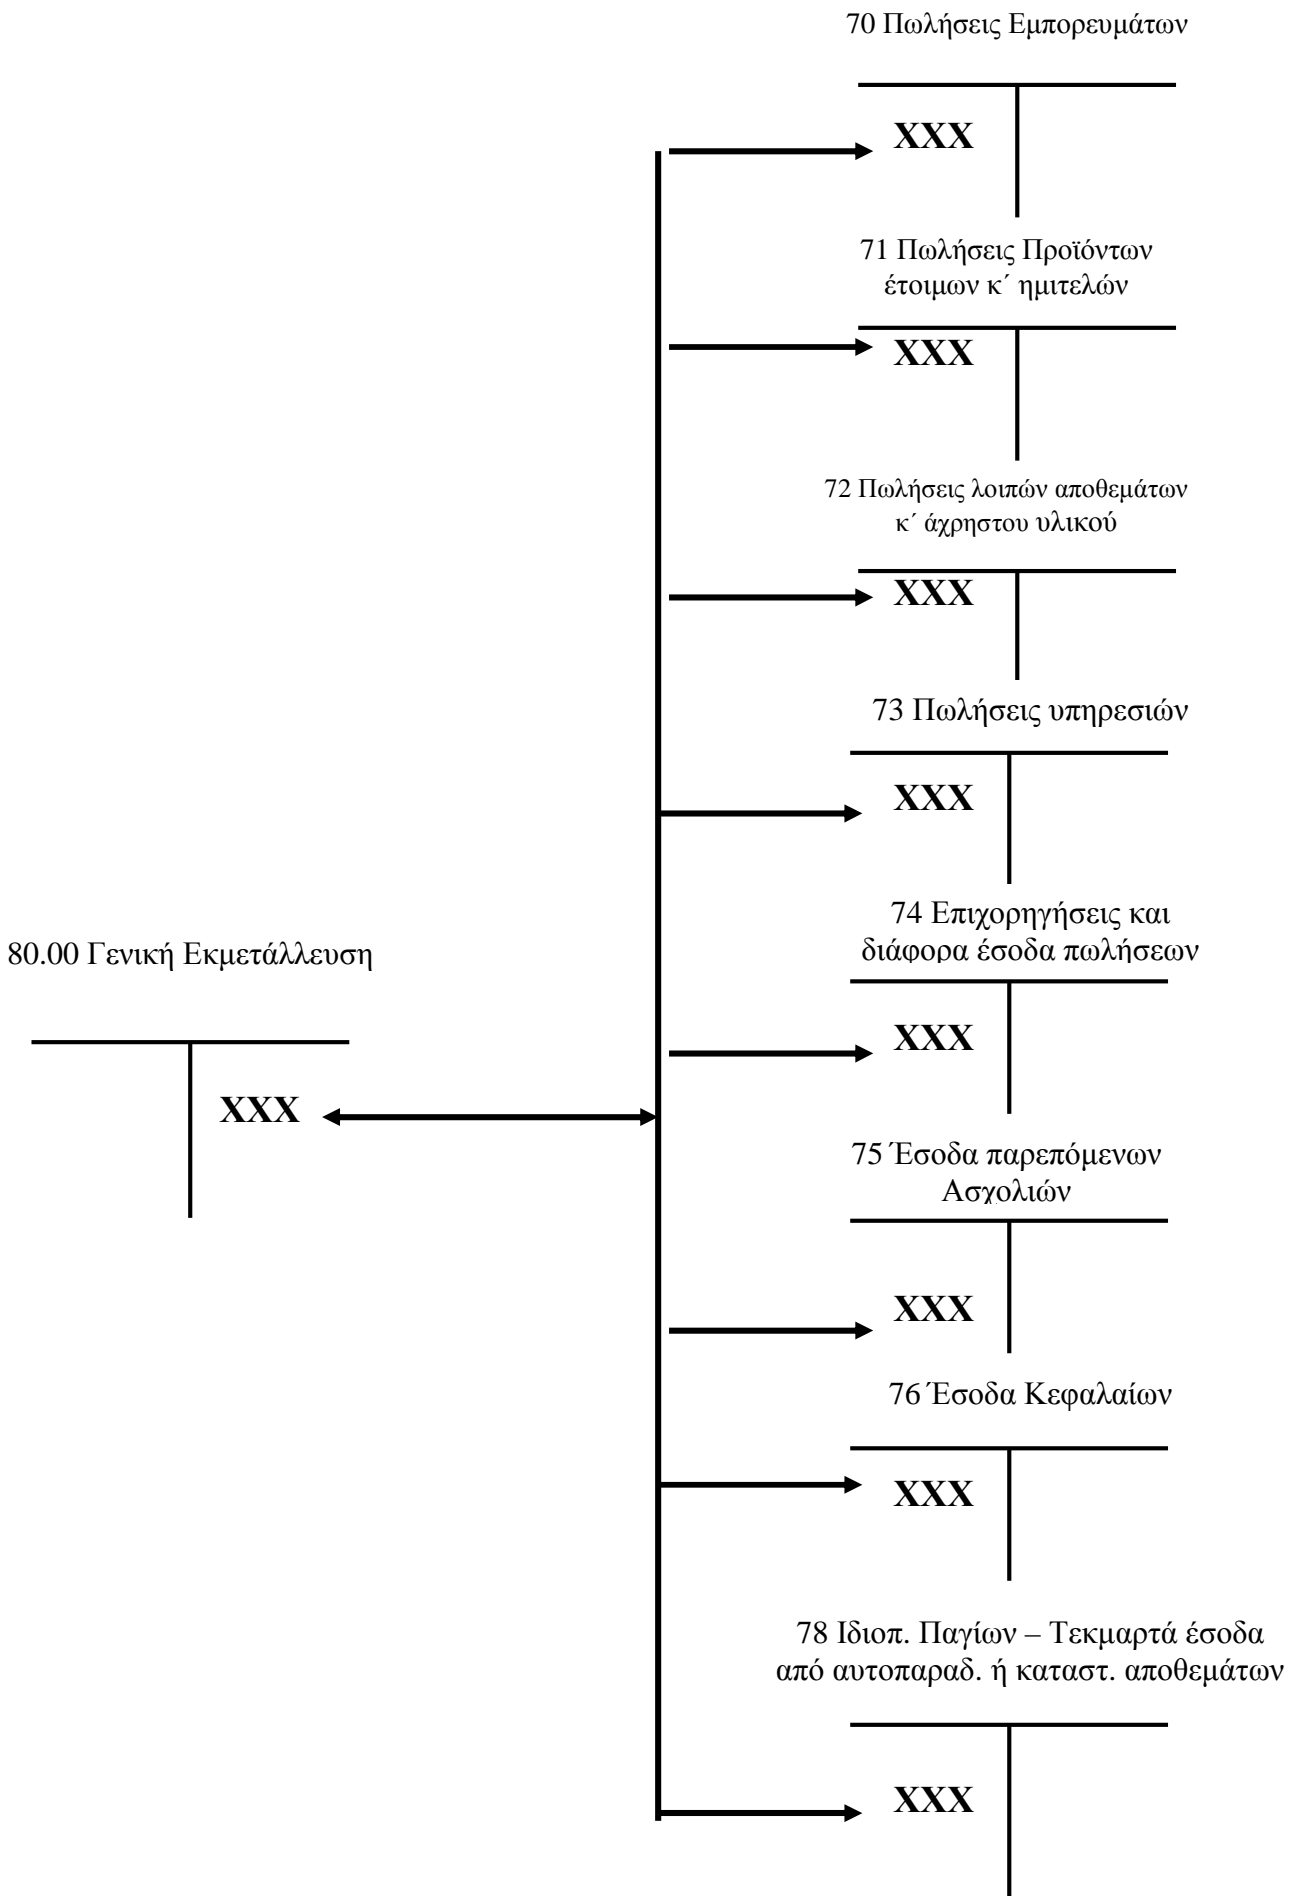 70 Πωλήσεις Εμπορευμάτων
XXX
71 Πωλήσεις Προϊόντων
έτοιμων κ΄ ημιτελών
XXX
72 Πωλήσεις λοιπών αποθεμάτων
κ΄ άχρηστου υλικού
XXX
73 Πωλήσεις υπηρεσιών
XXX
74 Επιχορηγήσεις και
διάφορα έσοδα πωλήσεων
80.00 Γενική Εκμετάλλευση
XXX
XXX
75 Έσοδα παρεπόμενων
Ασχολιών
XXX
76 Έσοδα Κεφαλαίων
XXX
78 Ιδιοπ. Παγίων – Τεκμαρτά έσοδα
από αυτοπαραδ. ή καταστ. αποθεμάτων
XXX